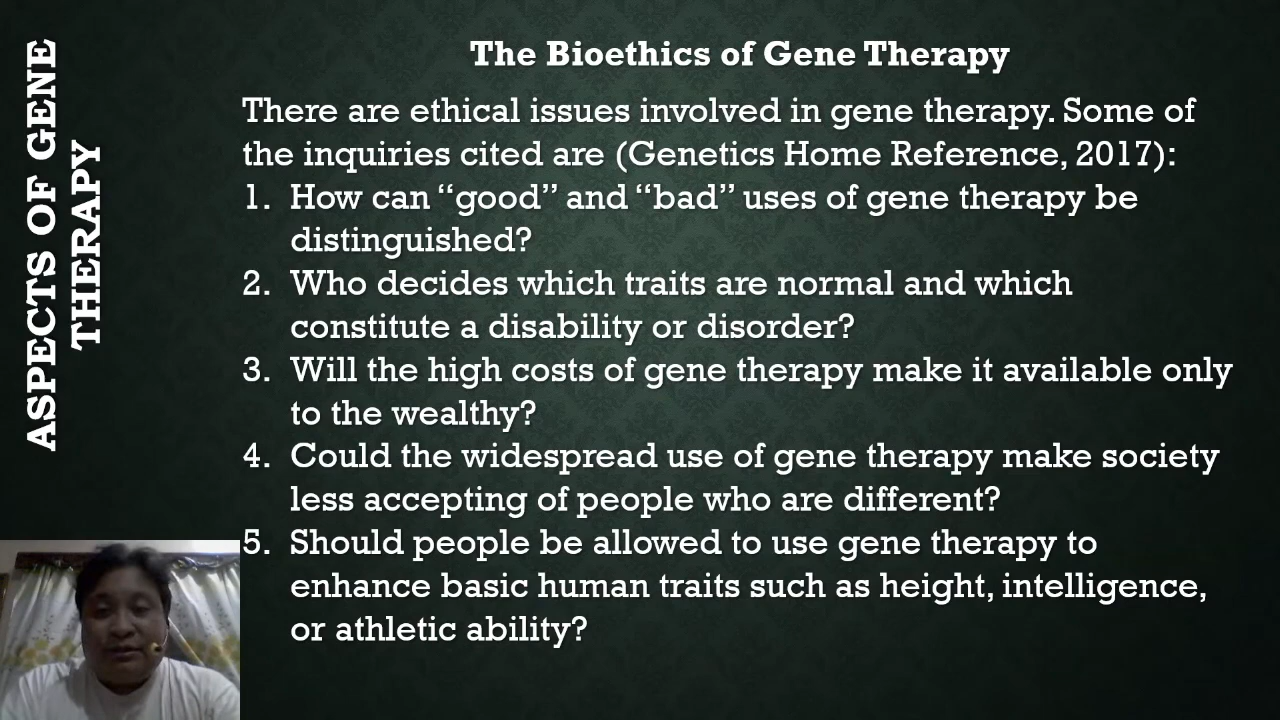 ASPECTS OF GENE
THERAPY
The Bioethics of Gene Therapy
There are ethical issues involved in gene therapy. Some of
the inquiries cited are (Genetics Home Reference, 2017):
1. How can “good” and “bad” uses of gene therapy be
distinguished?
2. Who decides which traits are normal and which
constitute a disability or disorder?
3. Will the high costs of gene therapy make it available only
to the wealthy?
4. Could the widespread use of gene therapy make society
less accepting of people who are different?
5. Should people be allowed to use gene therapy to
enhance basic human traits such as height, intelligence,
or athletic ability?